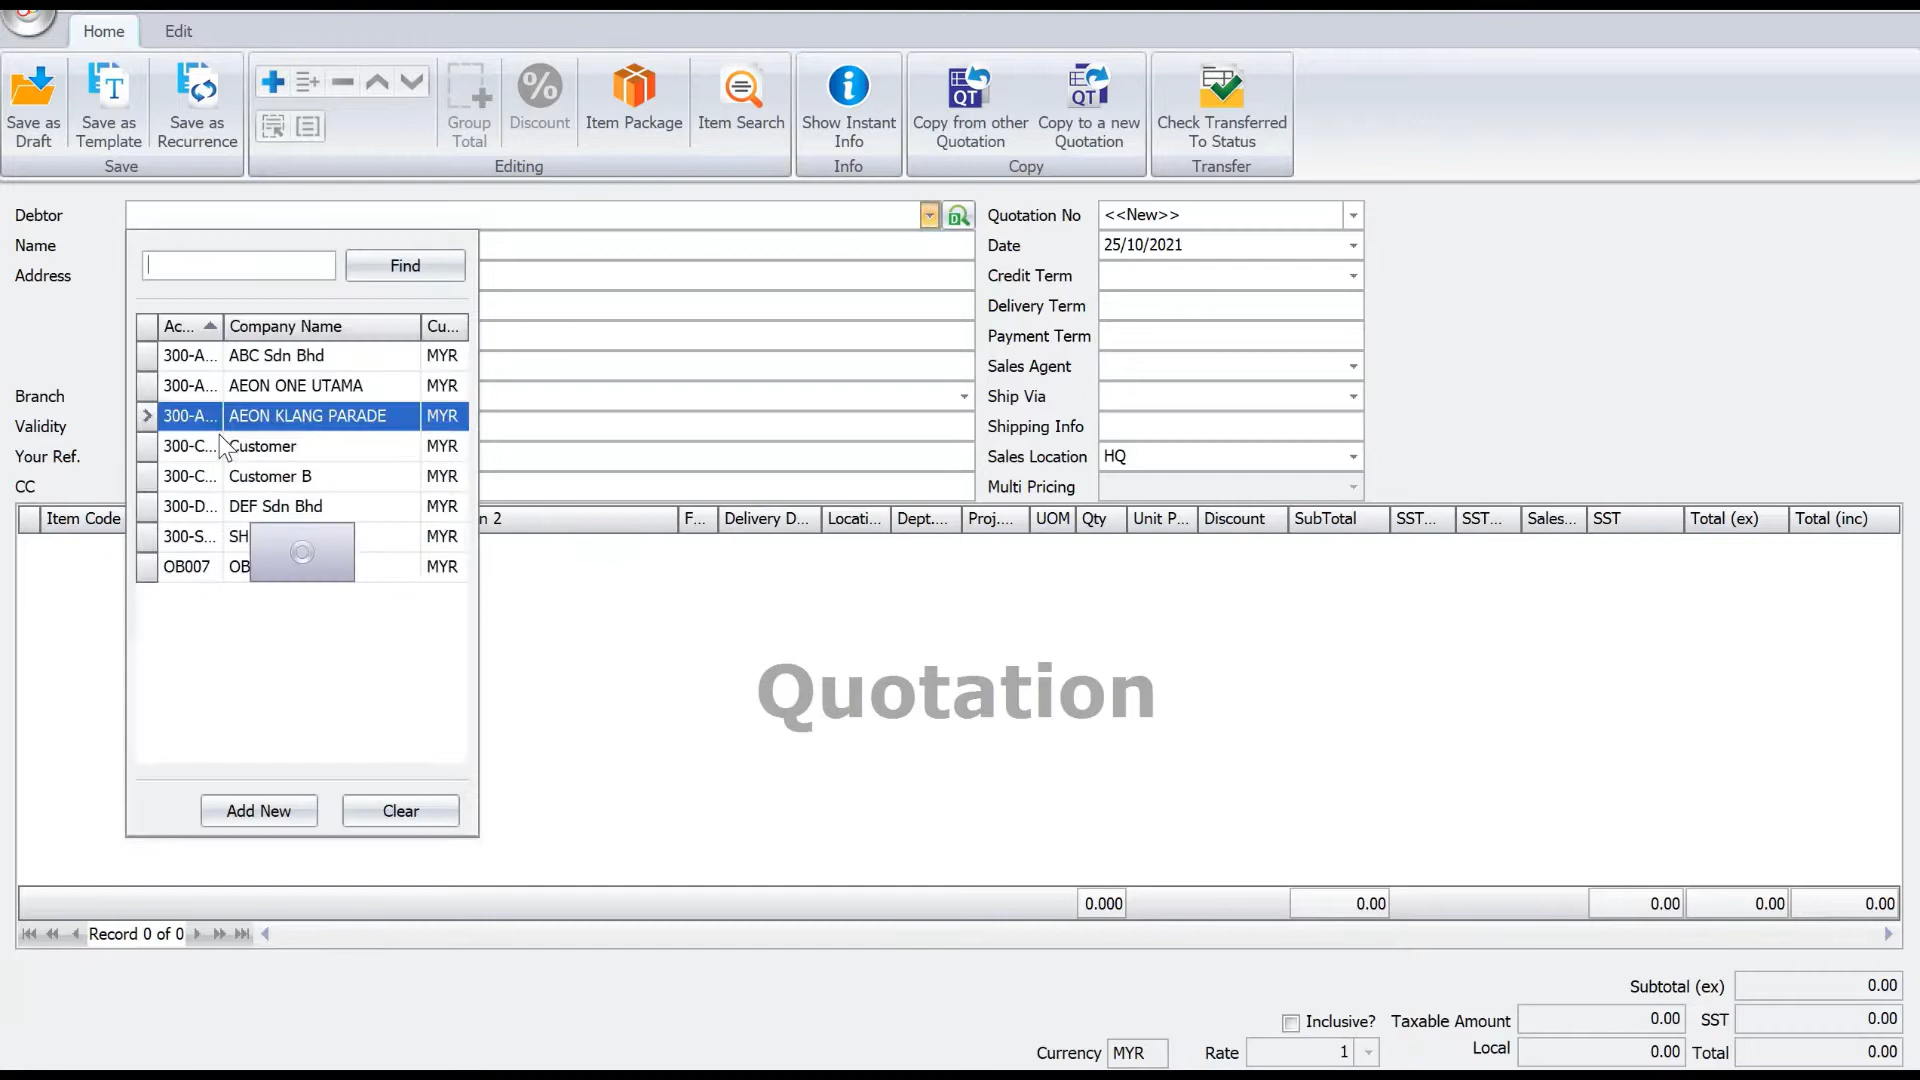 Home Edit
Save as Draft
Save as Template
Save as Recurrence
Group Total
Discount
Item Package
Item Search
Show Instant Info
Copy from other Quotation
Copy to a new Quotation
Check Transferred To Status
Save Editing Info Copy Transfer
Debtor
Name
Address
Branch
Validity
Your Ref.
CC
Find
Ac... Company Name Cu...
300-A... ABC Sdn Bhd MYR
300-A... AEON ONE UTAMA MYR
300-A... AEON KLANG PARADE MYR
300-C... Customer MYR
300-C... Customer B MYR
300-D... DEF Sdn Bhd MYR
300-S... SH MYR
OB007 OB MYR
Add New Clear
Quotation No <<New>>
Date 25/10/2021
Credit Term
Delivery Term
Payment Term
Sales Agent
Ship Via
Shipping Info
Sales Location HQ
Multi Pricing
Item Code n 2 F... Delivery D... Locati... Dept.... Proj.... UOM Qty Unit P... Discount SubTotal SST... SST... Sales... SST Total (ex) Total (inc)
Quotation
0.000 0.00 0.00 0.00 0.00
Record 0 of 0
Subtotal (ex) 0.00
Inclusive? Taxable Amount 0.00 SST 0.00
Currency MYR Rate 1 Local 0.00 Total 0.00